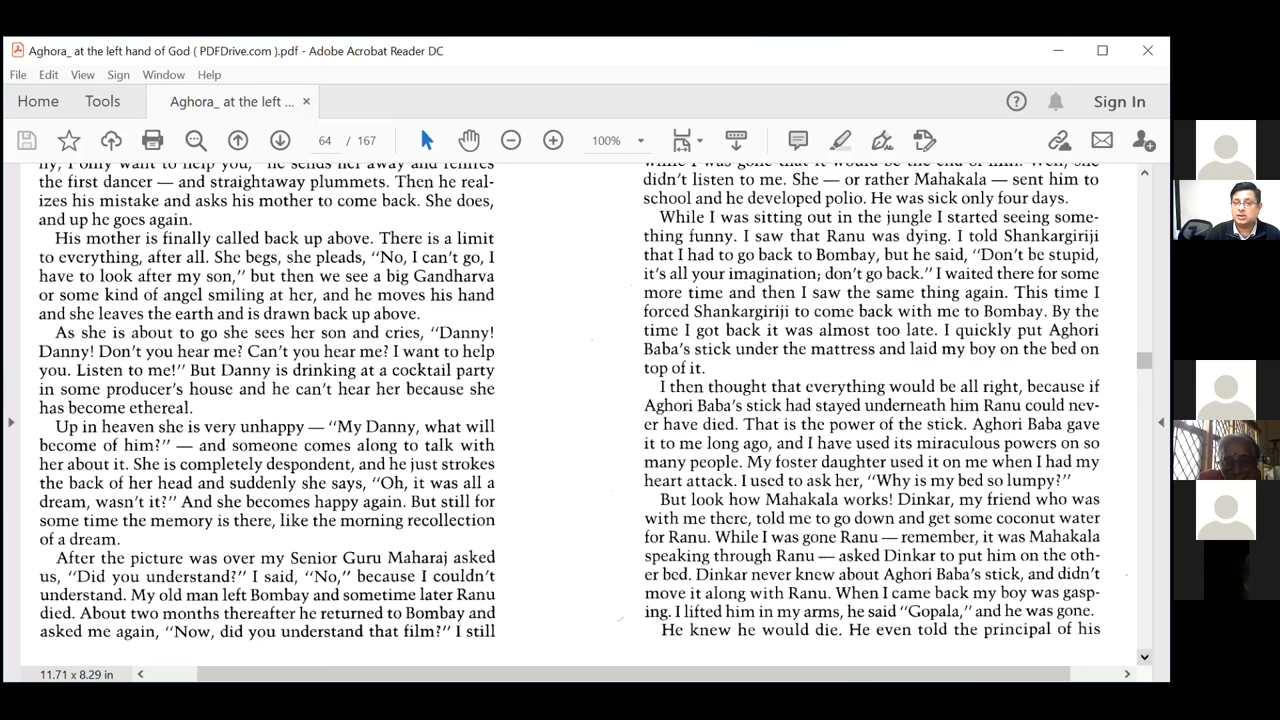 Aghora_ at the left hand of God ( PDFDrive.com ).pdf - Adobe Acrobat Reader DC
File Edit View Sign Window Help
Home Tools Aghora_ at the left ... × Sign In
64 / 167 100%
ny, I only want to help you," he sends her away and rehires
the first dancer — and straightaway plummets. Then he real-
izes his mistake and asks his mother to come back. She does,
and up he goes again.
His mother is finally called back up above. There is a limit
to everything, after all. She begs, she pleads, "No, I can't go, I
have to look after my son," but then we see a big Gandharva
or some kind of angel smiling at her, and he moves his hand
and she leaves the earth and is drawn back up above.
As she is about to go she sees her son and cries, "Danny!
Danny! Don't you hear me? Can't you hear me? I want to help
you. Listen to me!" But Danny is drinking at a cocktail party
in some producer's house and he can't hear her because she
has become ethereal.
Up in heaven she is very unhappy — "My Danny, what will
become of him?" — and someone comes along to talk with
her about it. She is completely despondent, and he just strokes
the back of her head and suddenly she says, "Oh, it was all a
dream, wasn't it?" And she becomes happy again. But still for
some time the memory is there, like the morning recollection
of a dream.
After the picture was over my Senior Guru Maharaj asked
us, "Did you understand?" I said, "No," because I couldn't
understand. My old man left Bombay and sometime later Ranu
died. About two months thereafter he returned to Bombay and
asked me again, "Now, did you understand that film?" I still
while I was gone that it would be the end of him. Well, she
didn't listen to me. She — or rather Mahakala — sent him to
school and he developed polio. He was sick only four days.
While I was sitting out in the jungle I started seeing some-
thing funny. I saw that Ranu was dying. I told Shankargiriji
that I had to go back to Bombay, but he said, "Don't be stupid,
it's all your imagination; don't go back." I waited there for some
more time and then I saw the same thing again. This time I
forced Shankargiriji to come back with me to Bombay. By the
time I got back it was almost too late. I quickly put Aghori
Baba's stick under the mattress and laid my boy on the bed on
top of it.
I then thought that everything would be all right, because if
Aghori Baba's stick had stayed underneath him Ranu could nev-
er have died. That is the power of the stick. Aghori Baba gave
it to me long ago, and I have used its miraculous powers on so
many people. My foster daughter used it on me when I had my
heart attack. I used to ask her, "Why is my bed so lumpy?"
But look how Mahakala works! Dinkar, my friend who was
with me there, told me to go down and get some coconut water
for Ranu. While I was gone Ranu — remember, it was Mahakala
speaking through Ranu — asked Dinkar to put him on the oth-
er bed. Dinkar never knew about Aghori Baba's stick, and didn't
move it along with Ranu. When I came back my boy was gasp-
ing. I lifted him in my arms, he said "Gopala," and he was gone.
He knew he would die. He even told the principal of his
11.71 x 8.29 in